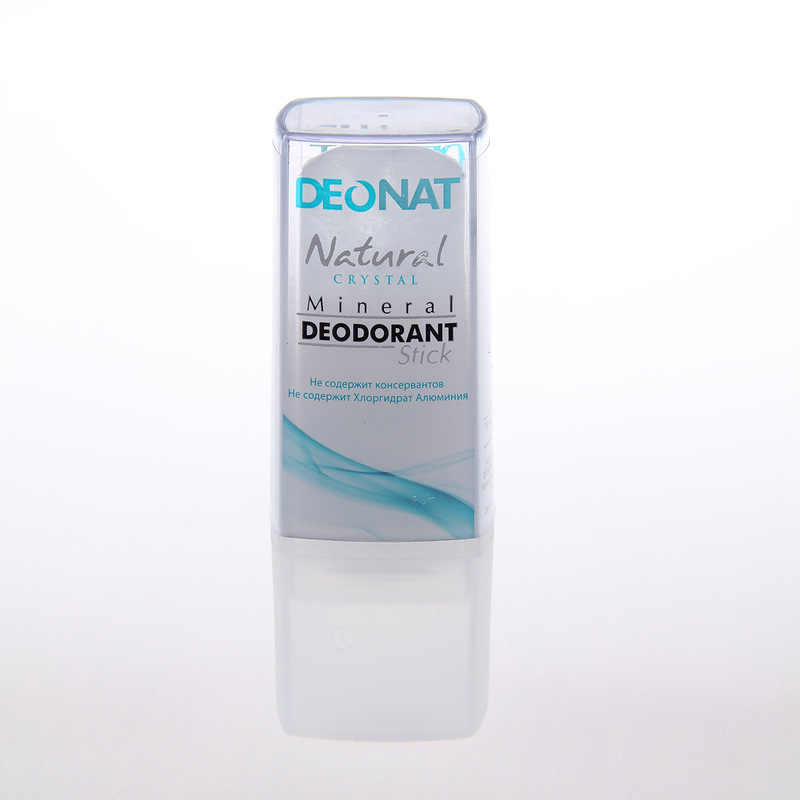 DEONAT
Natural
CRYSTAL
Mineral
DEODORANT
Stick
Не содержит консервантов
Не содержит Хлоргидрат Алюминия